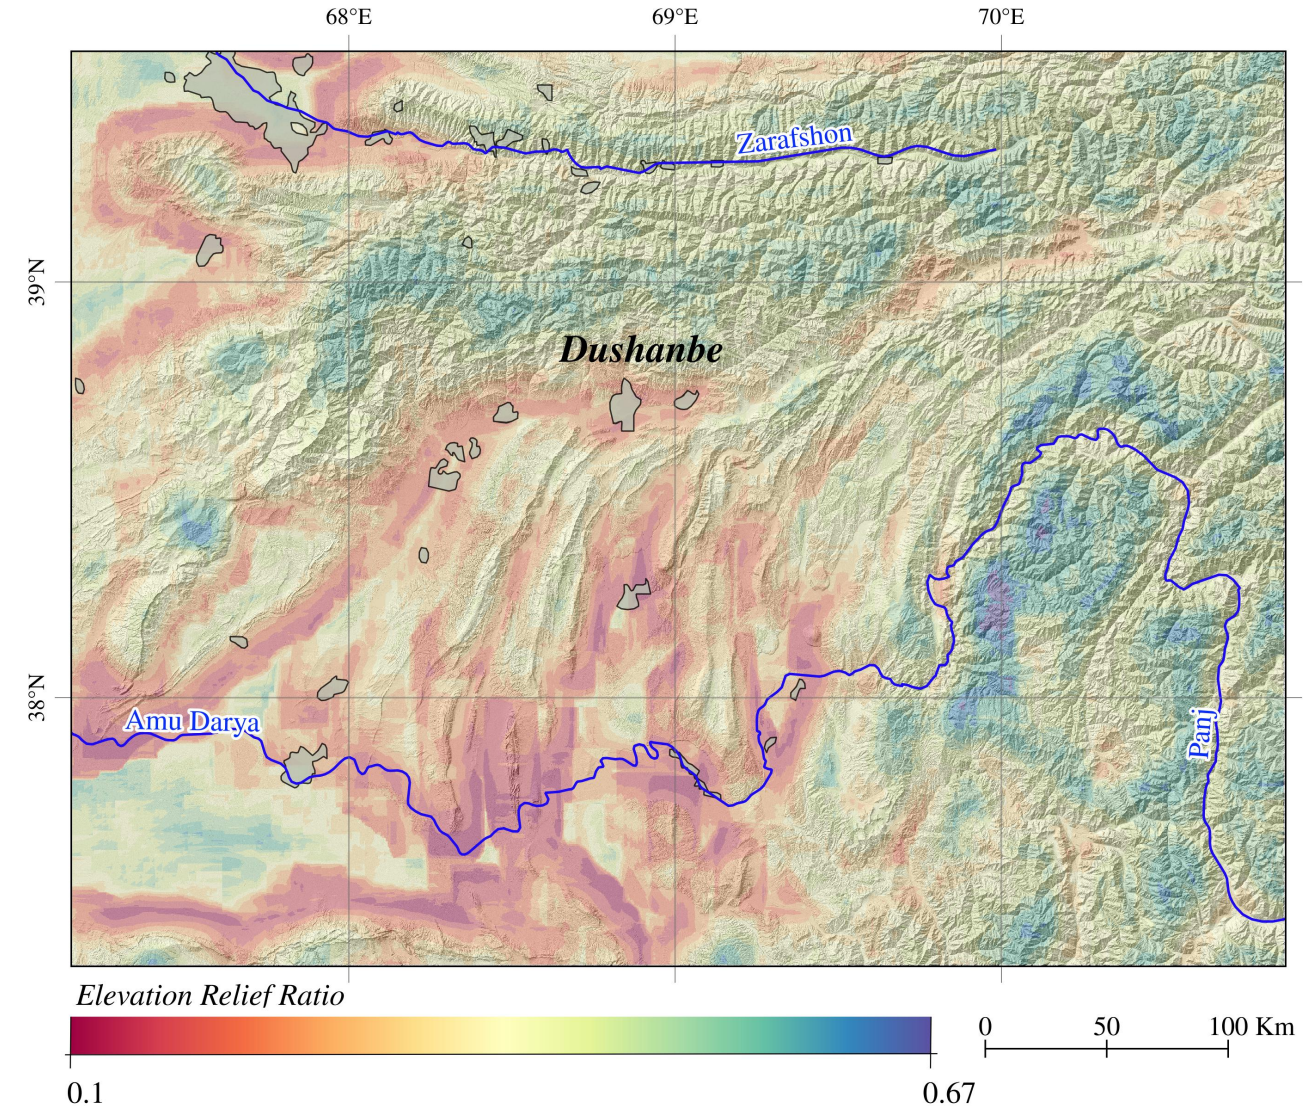 68°E 69°E 70°E
Zarafshon
39°N
Dushanbe
38°N
Amu Darya
Panj
Elevation Relief Ratio
0 50 100 Km
0.1 0.67